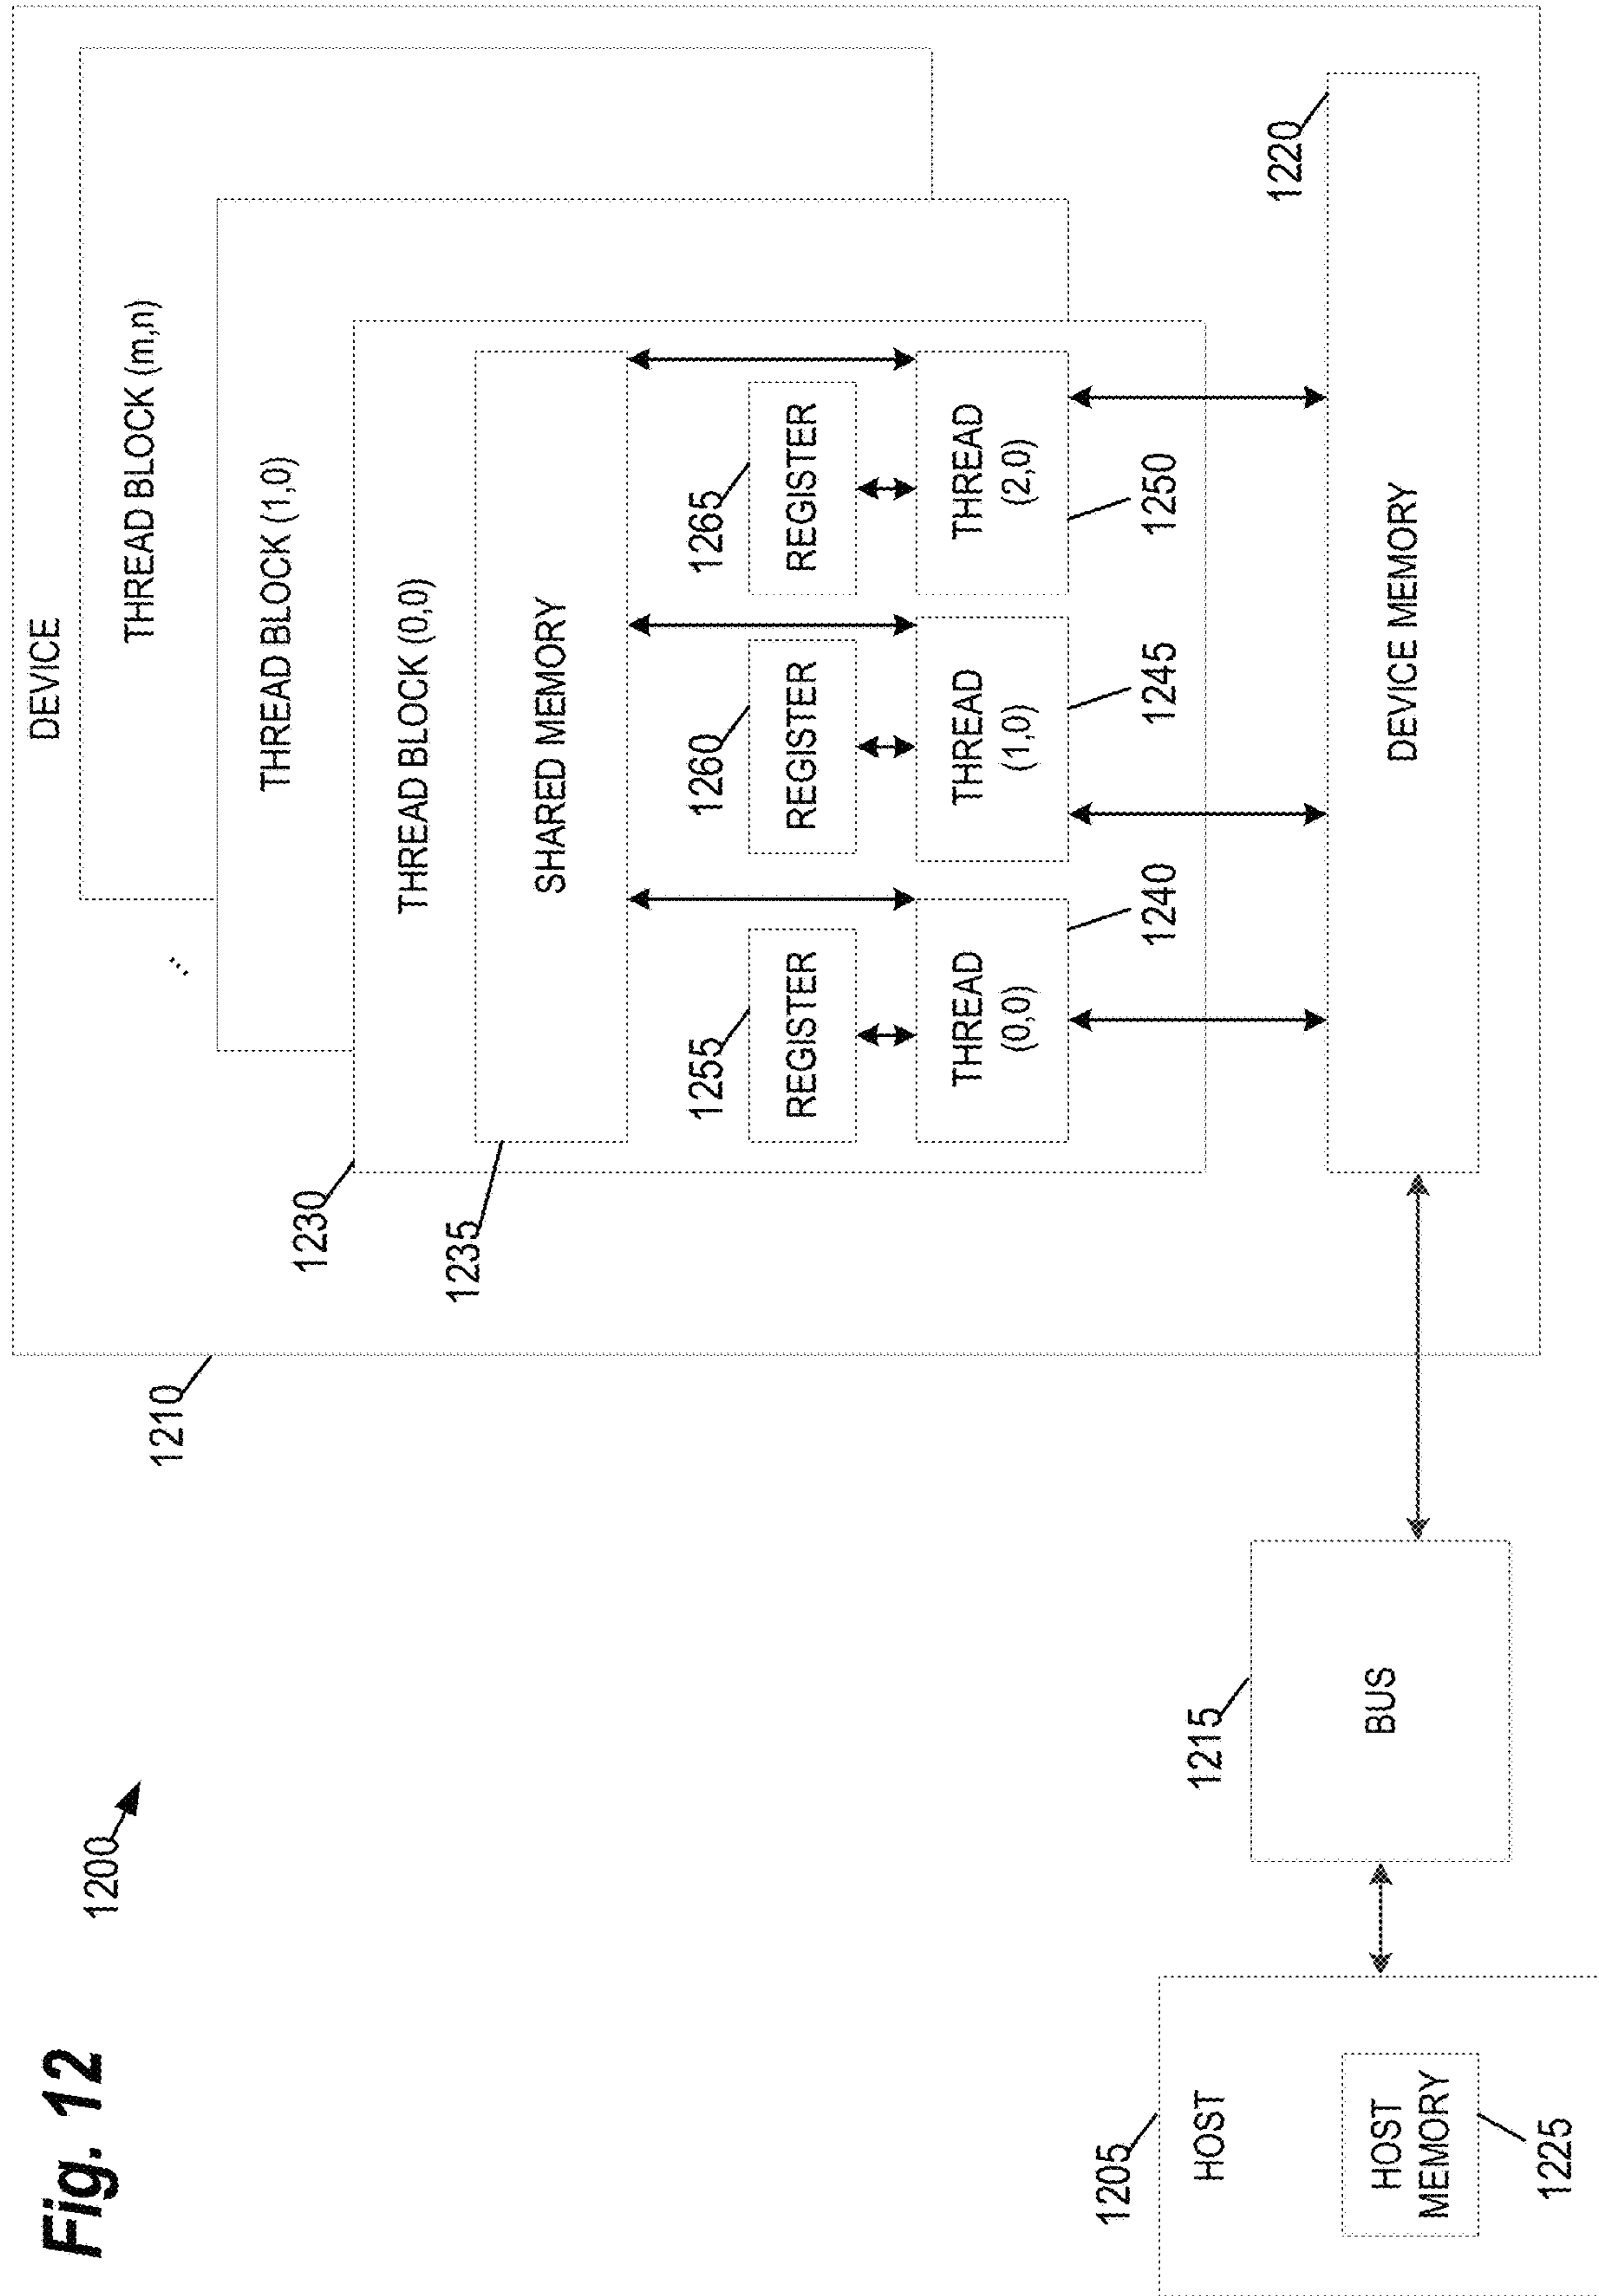 Fig. 12
1200
DEVICE
1210
THREAD BLOCK (m,n)
...
THREAD BLOCK (1,0)
1230
THREAD BLOCK (0,0)
1235
SHARED MEMORY
1255
1260
1265
REGISTER
REGISTER
REGISTER
THREAD
(0,0)
THREAD
(1,0)
THREAD
(2,0)
1240
1245
1250
1205
HOST
HOST
MEMORY
1225
1215
BUS
1220
DEVICE MEMORY